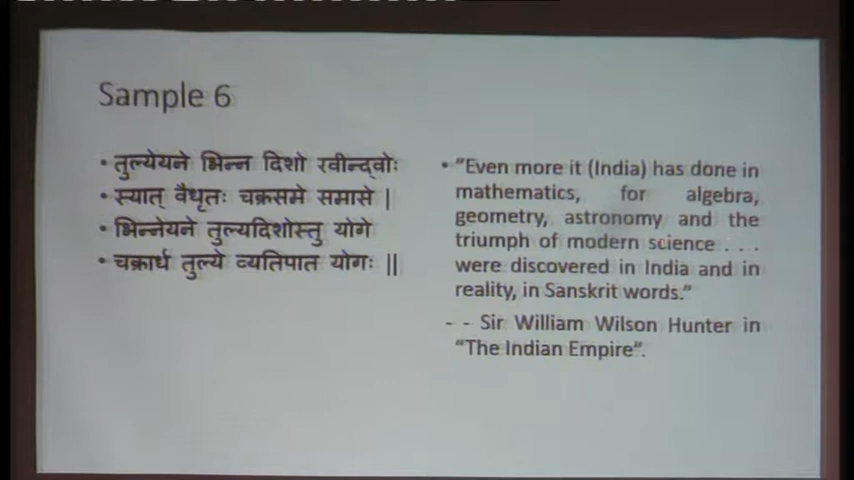 Sample 6
• तुल्येयने भिन्न दिशो रवीन्द्वोः
• स्यात् वैधृतः चक्रसमे समासे |
• भिन्नेयने तुल्यदिशोस्तु योगे
• चक्रार्ध तुल्ये व्यतिपात योगः ||
• "Even more it (India) has done in
mathematics, for algebra,
geometry, astronomy and the
triumph of modern science . . .
were discovered in India and in
reality, in Sanskrit words."
- - Sir William Wilson Hunter in
"The Indian Empire".